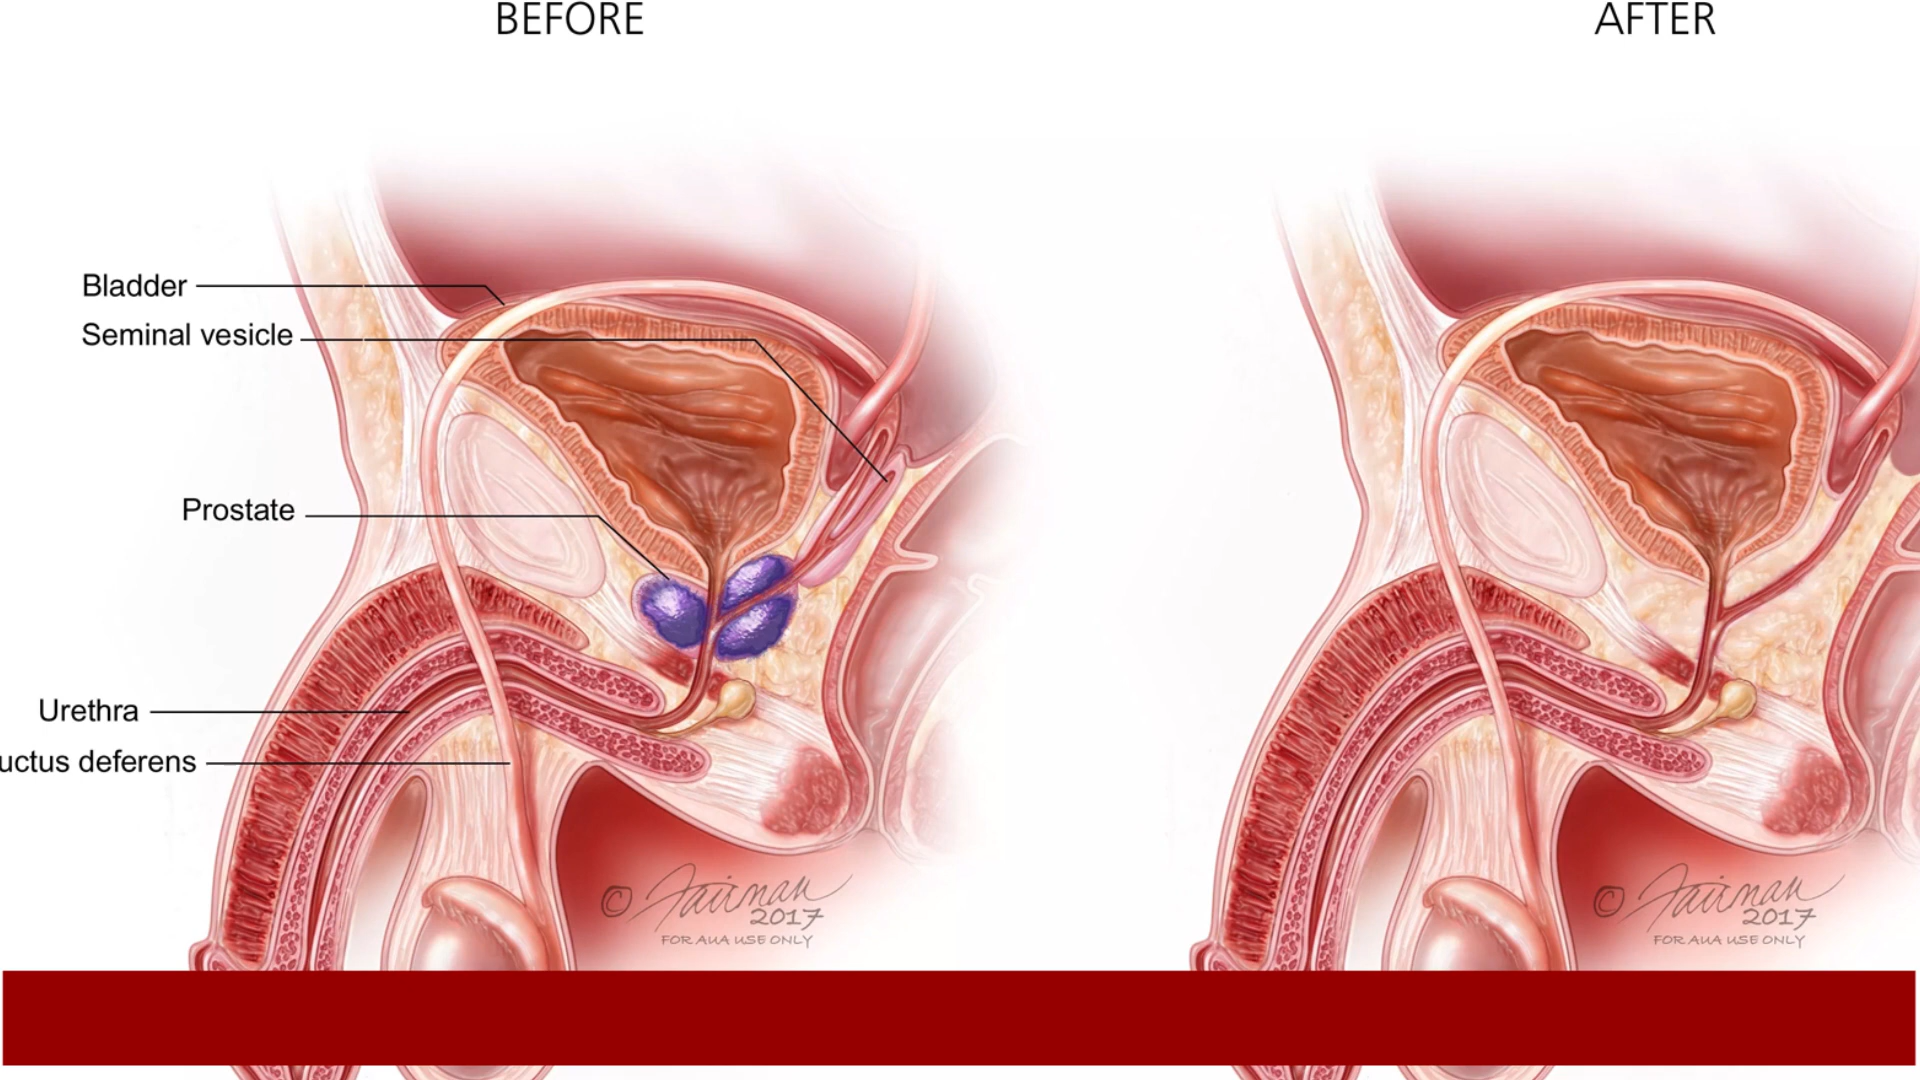 BEFORE
AFTER
Bladder
Seminal vesicle
Prostate
Urethra
uctus deferens
© Fairman
2017
FOR AUA USE ONLY
© Fairman
2017
FOR AUA USE ONLY